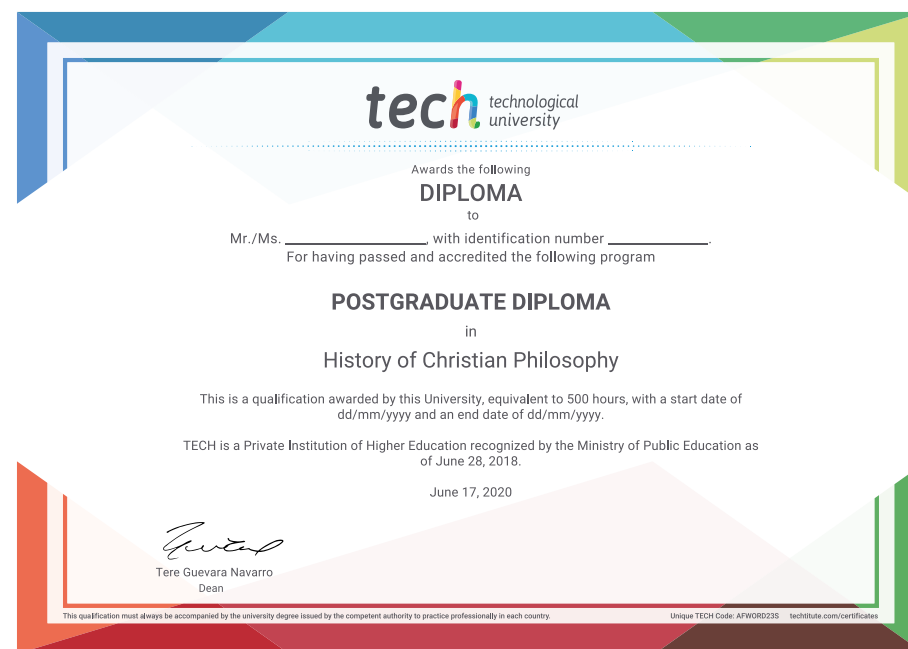 tech technological
university
Awards the following
DIPLOMA
to
Mr./Ms. ________________, with identification number ____________.
For having passed and accredited the following program
POSTGRADUATE DIPLOMA
in
History of Christian Philosophy
This is a qualification awarded by this University, equivalent to 500 hours, with a start date of
dd/mm/yyyy and an end date of dd/mm/yyyy.
TECH is a Private Institution of Higher Education recognized by the Ministry of Public Education as
of June 28, 2018.
June 17, 2020
Tere Guevara Navarro
Dean
This qualification must always be accompanied by the university degree issued by the competent authority to practice professionally in each country. Unique TECH Code: AFWORD23S techtitute.com/certificates